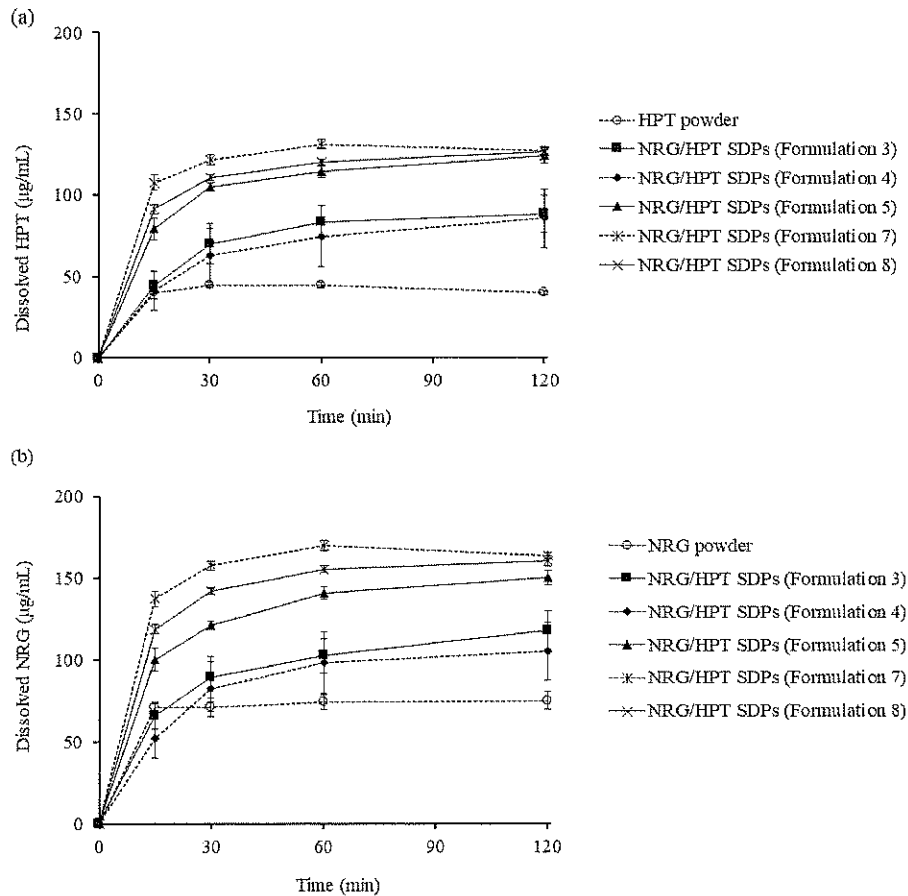 (a)
200
150
100
50
0
Dissolved HPT (µg/mL)
0 30 60 90 120
Time (min)
HPT powder
NRG/HPT SDPs (Formulation 3)
NRG/HPT SDPs (Formulation 4)
NRG/HPT SDPs (Formulation 5)
NRG/HPT SDPs (Formulation 7)
NRG/HPT SDPs (Formulation 8)
(b)
200
150
100
50
0
Dissolved NRG (µg/mL)
0 30 60 90 120
Time (min)
NRG powder
NRG/HPT SDPs (Formulation 3)
NRG/HPT SDPs (Formulation 4)
NRG/HPT SDPs (Formulation 5)
NRG/HPT SDPs (Formulation 7)
NRG/HPT SDPs (Formulation 8)